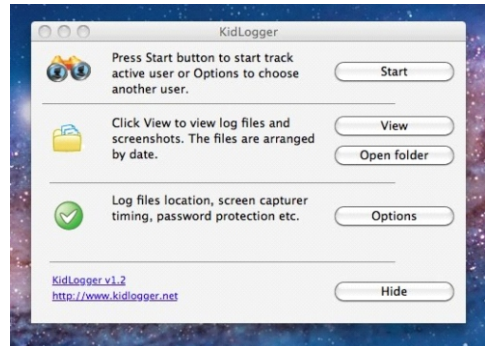 KidLogger
Press Start button to start track
active user or Options to choose
another user.
Start
Click View to view log files and
screenshots. The files are arranged
by date.
View
Open folder
Log files location, screen capturer
timing, password protection etc.
Options
KidLogger v1.2
http://www.kidlogger.net
Hide